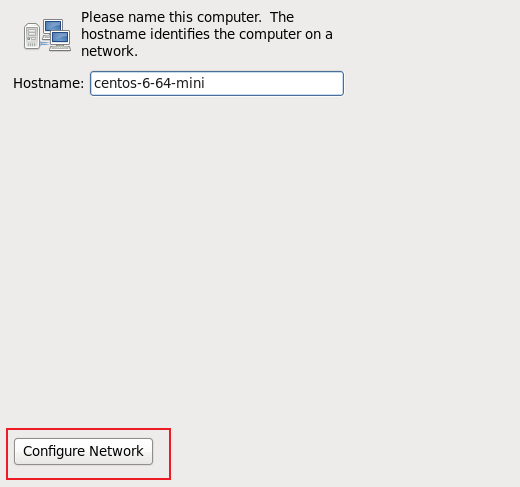 Please name this computer.  The
hostname identifies the computer on a
network.
Hostname: centos-6-64-mini
Configure Network